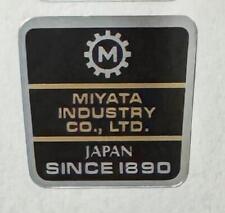 M
MIYATA
INDUSTRY
CO., LTD.
JAPAN
SINCE 1890